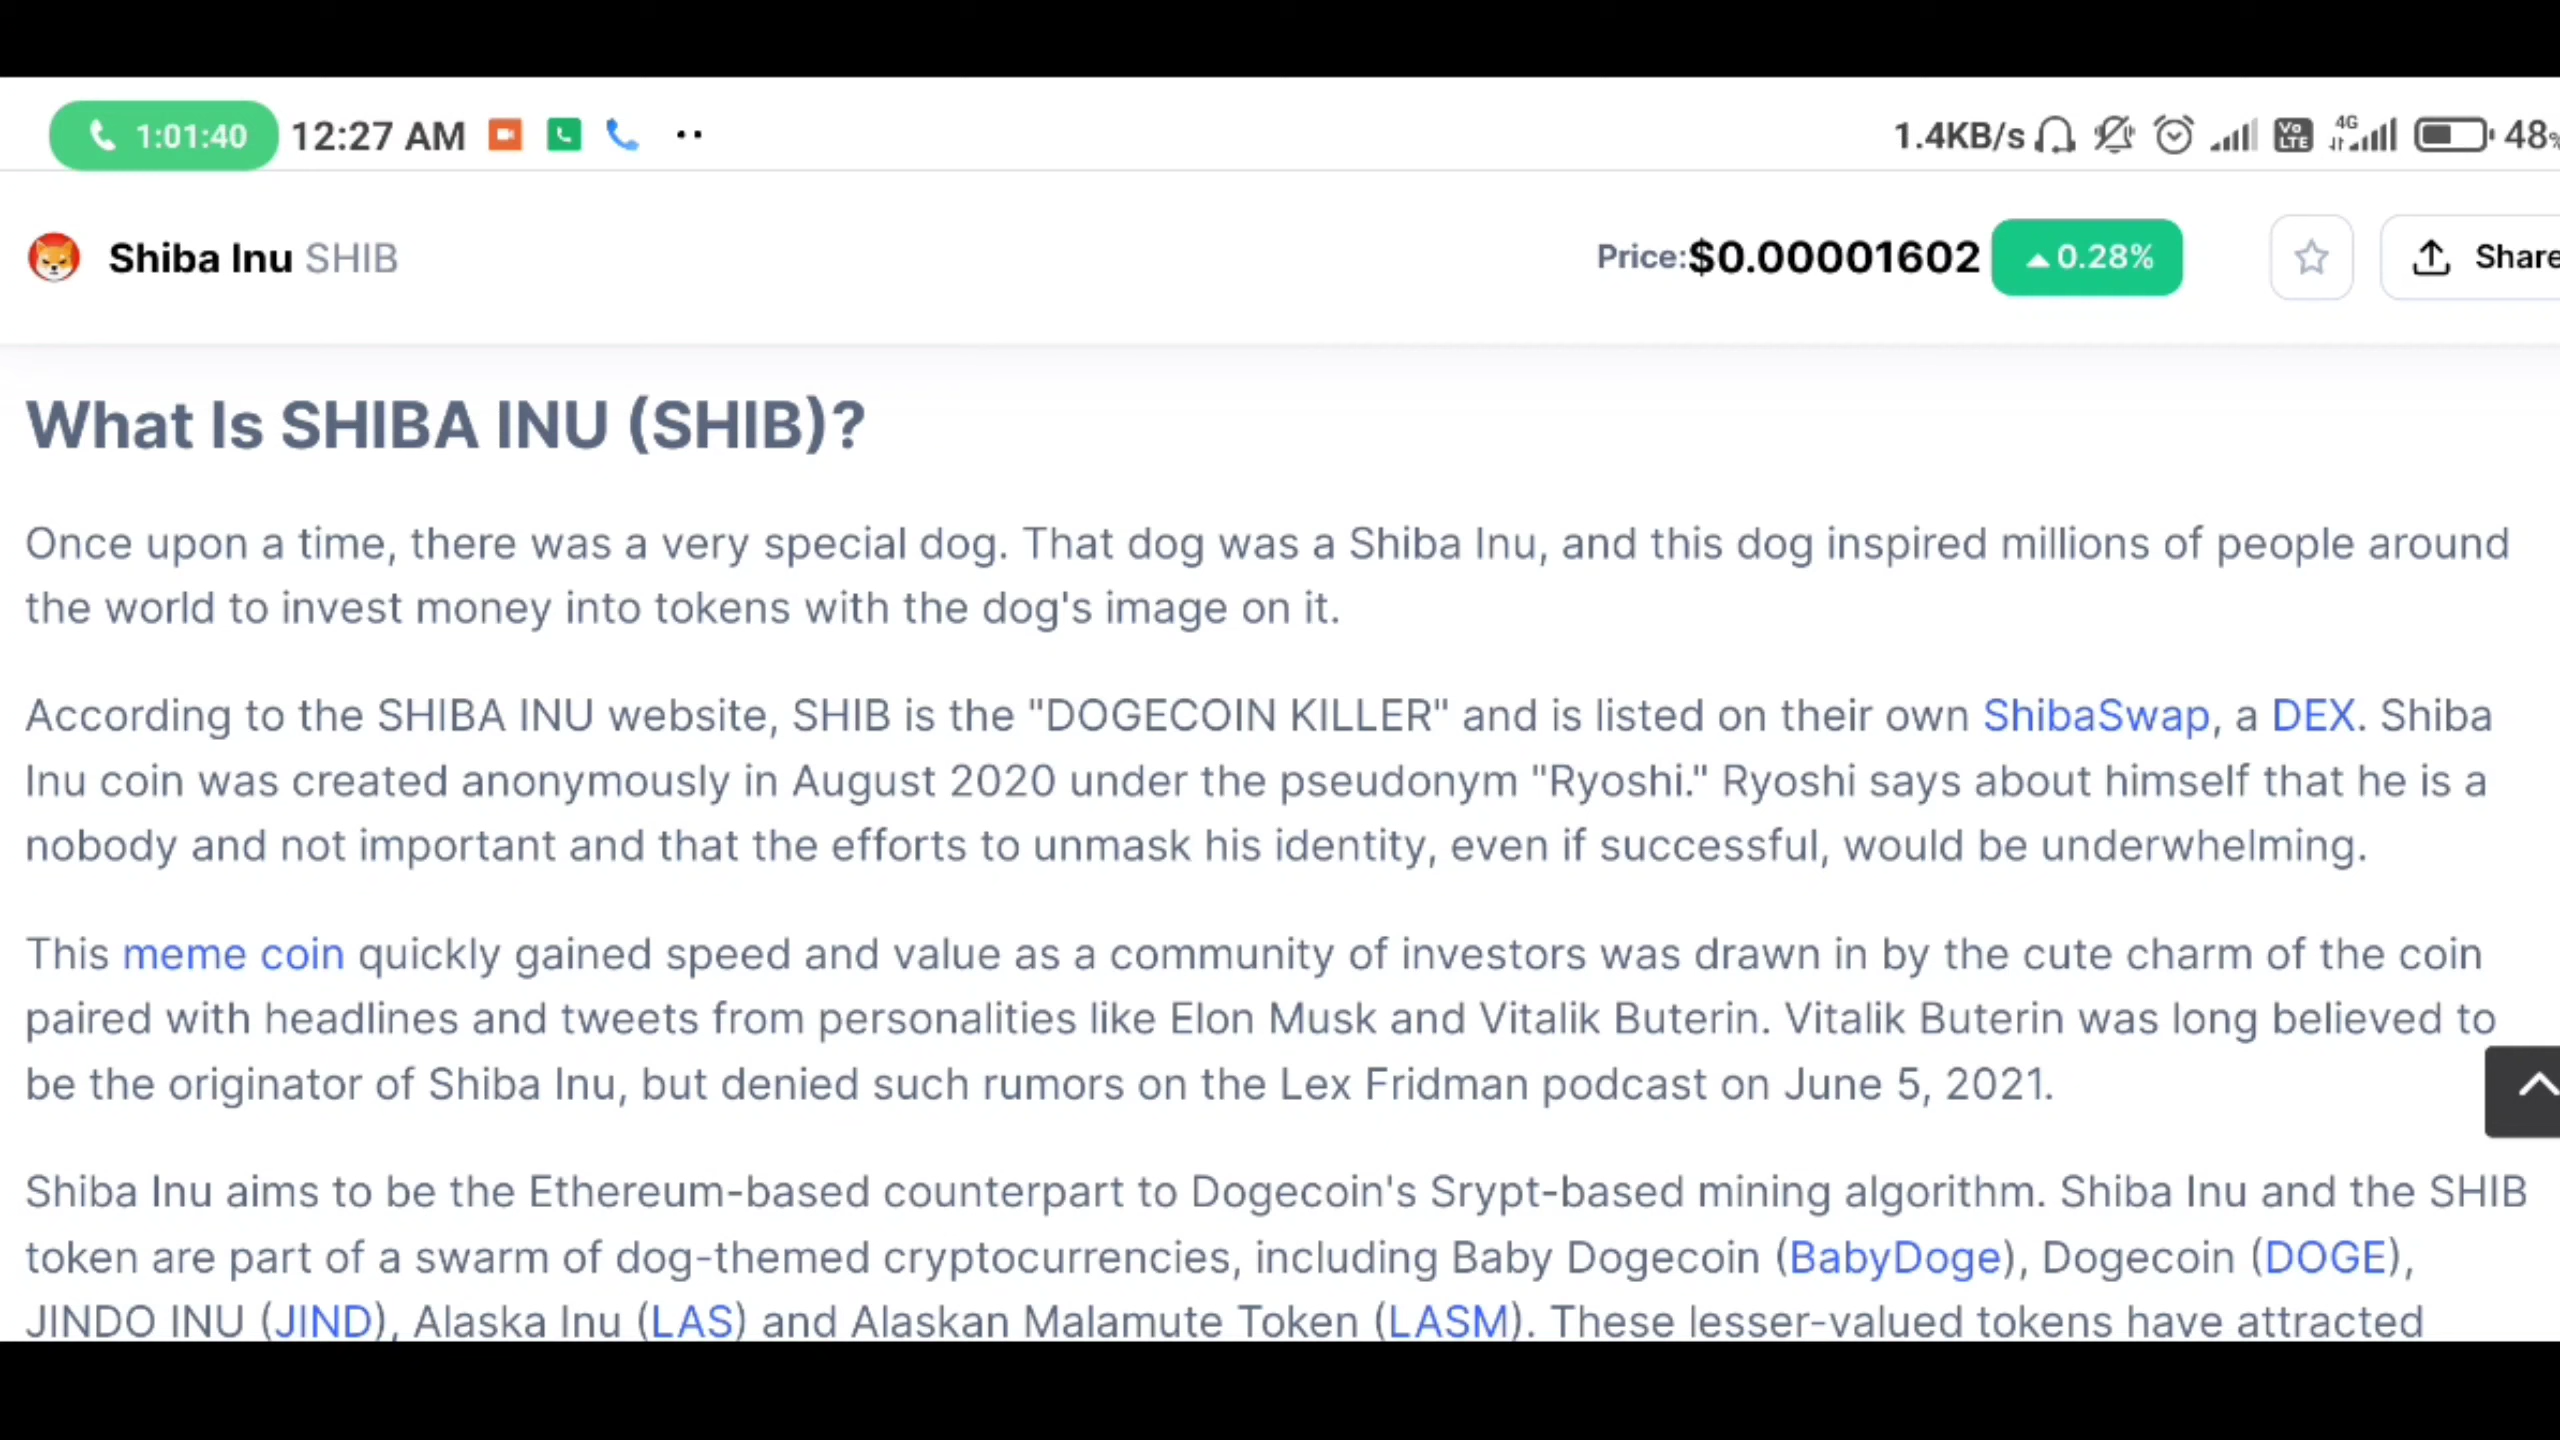 1:01:40 12:27 AM 1.4KB/s Vo LTE 4G 48%
Shiba Inu SHIB Price:$0.00001602 0.28% Share
What Is SHIBA INU (SHIB)?
Once upon a time, there was a very special dog. That dog was a Shiba Inu, and this dog inspired millions of people around
the world to invest money into tokens with the dog's image on it.
According to the SHIBA INU website, SHIB is the "DOGECOIN KILLER" and is listed on their own ShibaSwap, a DEX. Shiba
Inu coin was created anonymously in August 2020 under the pseudonym "Ryoshi." Ryoshi says about himself that he is a
nobody and not important and that the efforts to unmask his identity, even if successful, would be underwhelming.
This meme coin quickly gained speed and value as a community of investors was drawn in by the cute charm of the coin
paired with headlines and tweets from personalities like Elon Musk and Vitalik Buterin. Vitalik Buterin was long believed to
be the originator of Shiba Inu, but denied such rumors on the Lex Fridman podcast on June 5, 2021.
Shiba Inu aims to be the Ethereum-based counterpart to Dogecoin's Srypt-based mining algorithm. Shiba Inu and the SHIB
token are part of a swarm of dog-themed cryptocurrencies, including Baby Dogecoin (BabyDoge), Dogecoin (DOGE),
JINDO INU (JIND), Alaska Inu (LAS) and Alaskan Malamute Token (LASM). These lesser-valued tokens have attracted